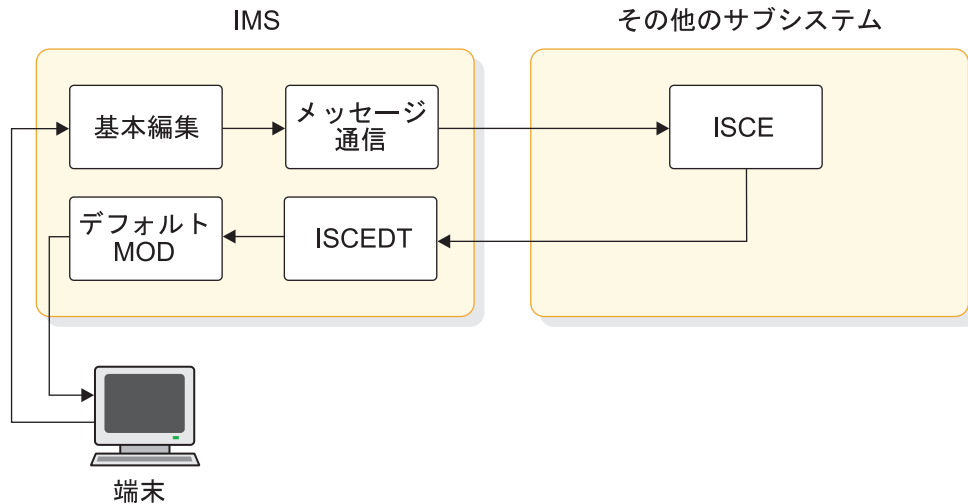 IMS
その他のサブシステム
基本編集
メッセージ
通信
ISCE
デフォルト
MOD
ISCEDT
端末